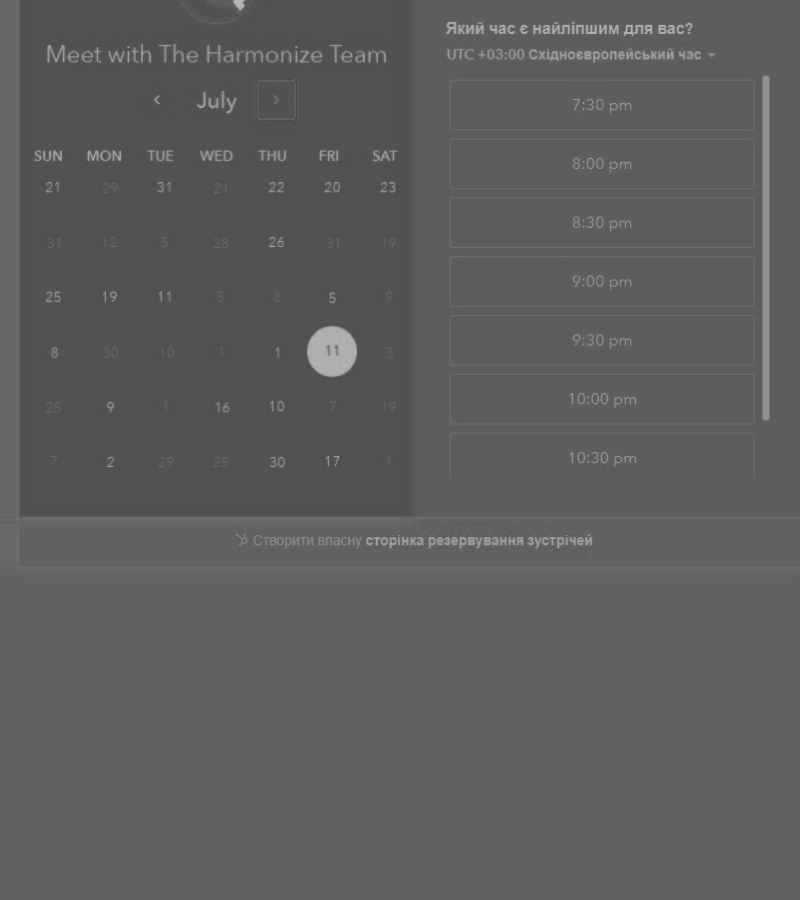 Meet with The Harmonize Team
July
SUN MON TUE WED THU FRI SAT
21 29 31 21 22 20 23
31 12 5 25 26 31 19
25 19 11 5 8 5 9
8 30 10 1 1 11 3
25 9 1 16 10 7 19
7 2 29 25 30 17 1
Який час є найліпшим для вас?
UTC +03:00 Східноєвропейський час
7:30 pm
8:00 pm
8:30 pm
9:00 pm
9:30 pm
10:00 pm
10:30 pm
Створити власну сторінка резервування зустрічей